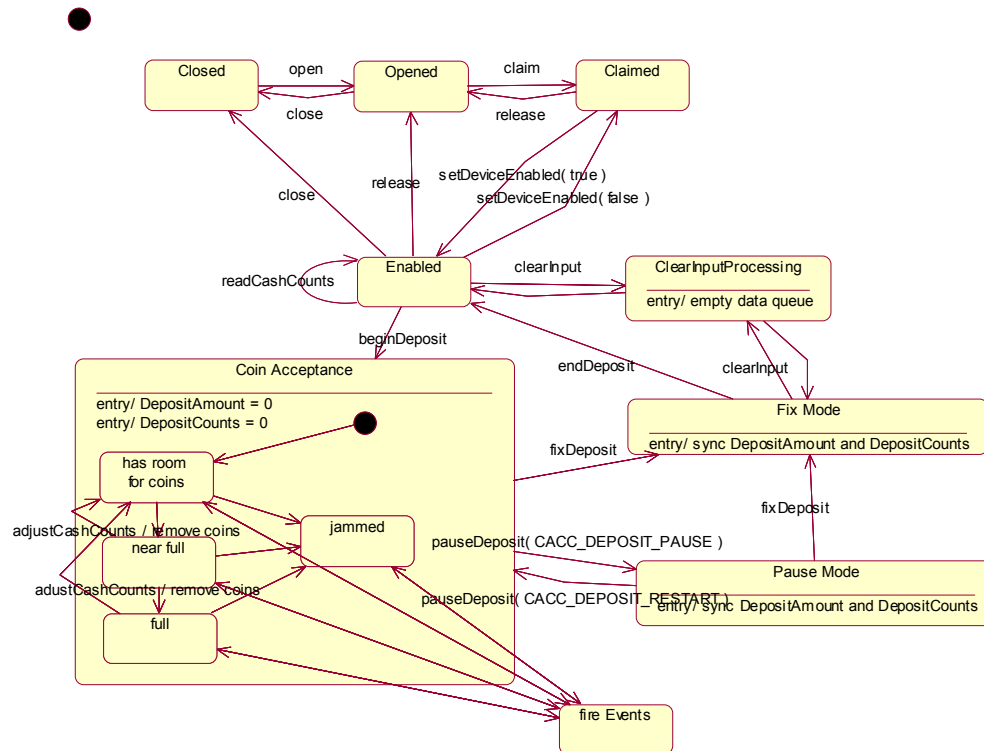 Closed
open
Opened
claim
Claimed
close
release
close
release
setDeviceEnabled( true )
setDeviceEnabled( false )
Enabled
readCashCounts
clearInput
ClearInputProcessing
entry/ empty data queue
beginDeposit
endDeposit
clearInput
Coin Acceptance
entry/ DepositAmount = 0
entry/ DepositCounts = 0
Fix Mode
entry/ sync DepositAmount and DepositCounts
fixDeposit
has room
for coins
jammed
adjustCashCounts / remove coins
near full
adustCashCounts / remove coins
full
fixDeposit
pauseDeposit( CACC_DEPOSIT_PAUSE )
Pause Mode
pauseDeposit( CACC_DEPOSIT_RESTART )
entry/ sync DepositAmount and DepositCounts
fire Events